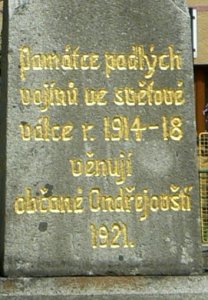 Památce padlých
vojínů ve světové
válce r. 1914-18
věnují
občané Ondřejovští
1921.